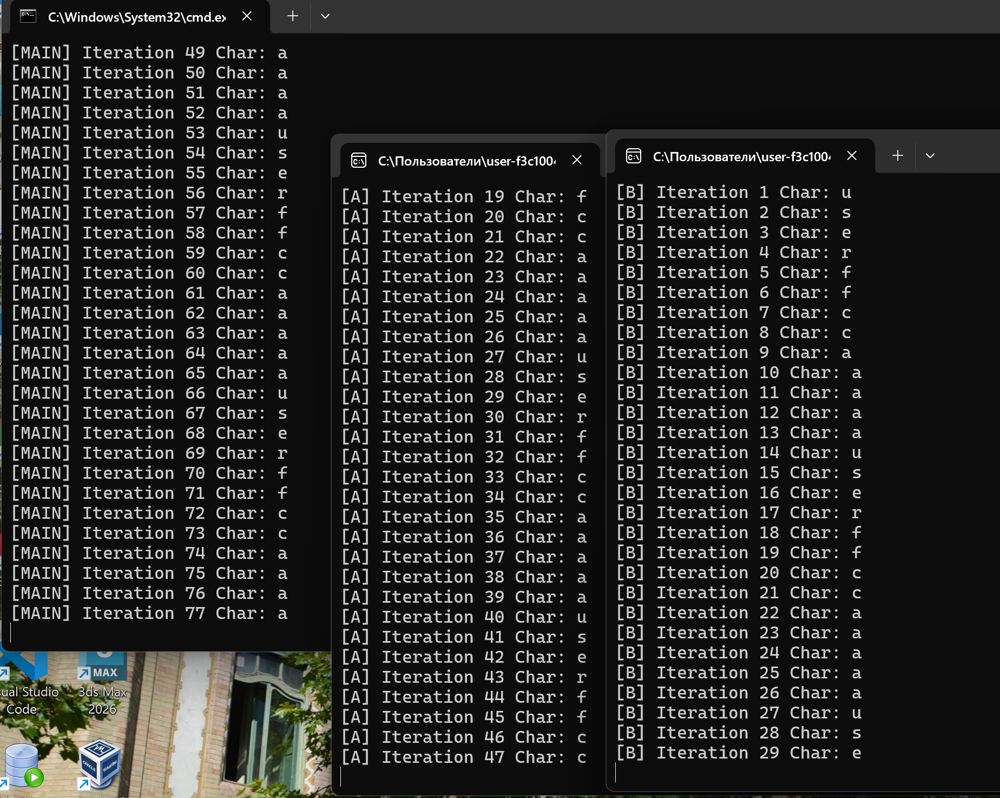 C:\Windows\System32\cmd.ex
[MAIN] Iteration 49 Char: a
[MAIN] Iteration 50 Char: a
[MAIN] Iteration 51 Char: a
[MAIN] Iteration 52 Char: a
[MAIN] Iteration 53 Char: u
[MAIN] Iteration 54 Char: s
[MAIN] Iteration 55 Char: e
[MAIN] Iteration 56 Char: r
[MAIN] Iteration 57 Char: f
[MAIN] Iteration 58 Char: f
[MAIN] Iteration 59 Char: c
[MAIN] Iteration 60 Char: c
[MAIN] Iteration 61 Char: a
[MAIN] Iteration 62 Char: a
[MAIN] Iteration 63 Char: a
[MAIN] Iteration 64 Char: a
[MAIN] Iteration 65 Char: a
[MAIN] Iteration 66 Char: u
[MAIN] Iteration 67 Char: s
[MAIN] Iteration 68 Char: e
[MAIN] Iteration 69 Char: r
[MAIN] Iteration 70 Char: f
[MAIN] Iteration 71 Char: f
[MAIN] Iteration 72 Char: c
[MAIN] Iteration 73 Char: c
[MAIN] Iteration 74 Char: a
[MAIN] Iteration 75 Char: a
[MAIN] Iteration 76 Char: a
[MAIN] Iteration 77 Char: a
C:\Пользователи\user-f3c100
[A] Iteration 19 Char: f
[A] Iteration 20 Char: c
[A] Iteration 21 Char: c
[A] Iteration 22 Char: a
[A] Iteration 23 Char: a
[A] Iteration 24 Char: a
[A] Iteration 25 Char: a
[A] Iteration 26 Char: a
[A] Iteration 27 Char: u
[A] Iteration 28 Char: s
[A] Iteration 29 Char: e
[A] Iteration 30 Char: r
[A] Iteration 31 Char: f
[A] Iteration 32 Char: f
[A] Iteration 33 Char: c
[A] Iteration 34 Char: c
[A] Iteration 35 Char: a
[A] Iteration 36 Char: a
[A] Iteration 37 Char: a
[A] Iteration 38 Char: a
[A] Iteration 39 Char: a
[A] Iteration 40 Char: u
[A] Iteration 41 Char: s
[A] Iteration 42 Char: e
[A] Iteration 43 Char: r
[A] Iteration 44 Char: f
[A] Iteration 45 Char: f
[A] Iteration 46 Char: c
[A] Iteration 47 Char: c
C:\Пользователи\user-f3c100
[B] Iteration 1 Char: u
[B] Iteration 2 Char: s
[B] Iteration 3 Char: e
[B] Iteration 4 Char: r
[B] Iteration 5 Char: f
[B] Iteration 6 Char: f
[B] Iteration 7 Char: c
[B] Iteration 8 Char: c
[B] Iteration 9 Char: a
[B] Iteration 10 Char: a
[B] Iteration 11 Char: a
[B] Iteration 12 Char: a
[B] Iteration 13 Char: a
[B] Iteration 14 Char: u
[B] Iteration 15 Char: s
[B] Iteration 16 Char: e
[B] Iteration 17 Char: r
[B] Iteration 18 Char: f
[B] Iteration 19 Char: f
[B] Iteration 20 Char: c
[B] Iteration 21 Char: c
[B] Iteration 22 Char: a
[B] Iteration 23 Char: a
[B] Iteration 24 Char: a
[B] Iteration 25 Char: a
[B] Iteration 26 Char: a
[B] Iteration 27 Char: u
[B] Iteration 28 Char: s
[B] Iteration 29 Char: e
MAX
sual Studio
Code
3ds Max
2026
ORACLE
VirtualBox